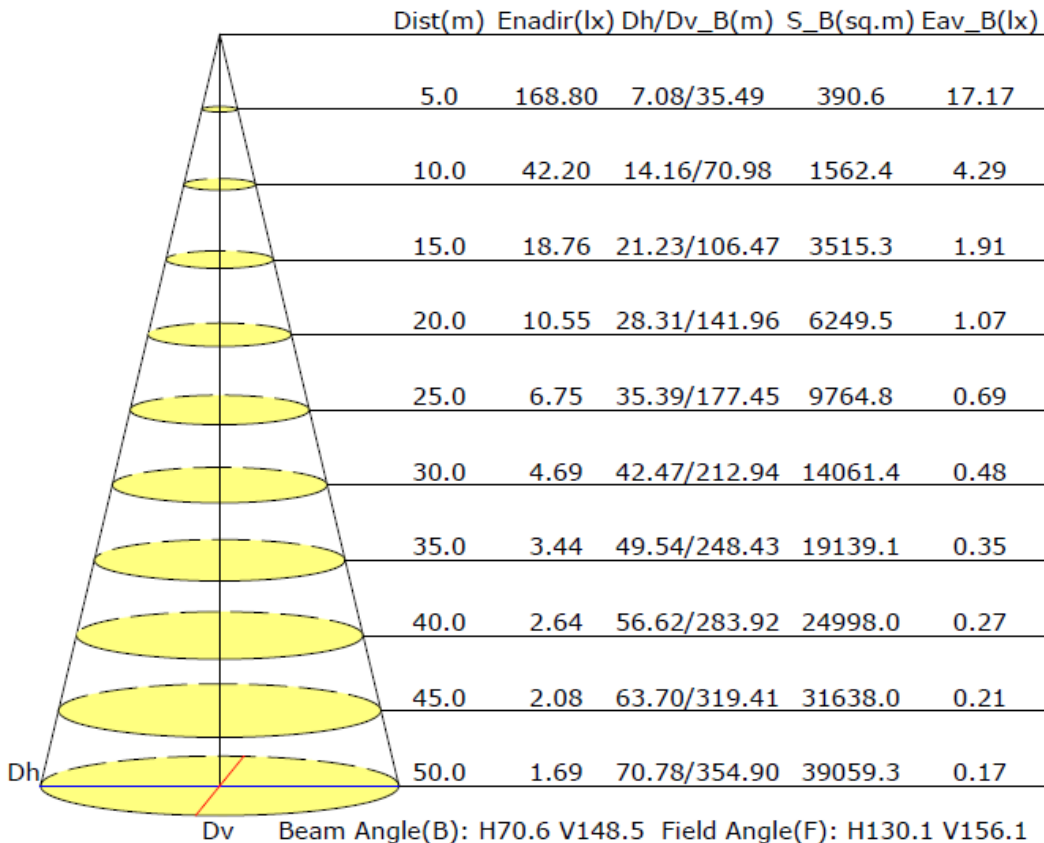 Dist(m) Enadir(lx) Dh/Dv_B(m) S_B(sq.m) Eav_B(lx)
5.0 168.80 7.08/35.49 390.6 17.17
10.0 42.20 14.16/70.98 1562.4 4.29
15.0 18.76 21.23/106.47 3515.3 1.91
20.0 10.55 28.31/141.96 6249.5 1.07
25.0 6.75 35.39/177.45 9764.8 0.69
30.0 4.69 42.47/212.94 14061.4 0.48
35.0 3.44 49.54/248.43 19139.1 0.35
40.0 2.64 56.62/283.92 24998.0 0.27
45.0 2.08 63.70/319.41 31638.0 0.21
Dh 50.0 1.69 70.78/354.90 39059.3 0.17
Dv Beam Angle(B): H70.6 V148.5 Field Angle(F): H130.1 V156.1